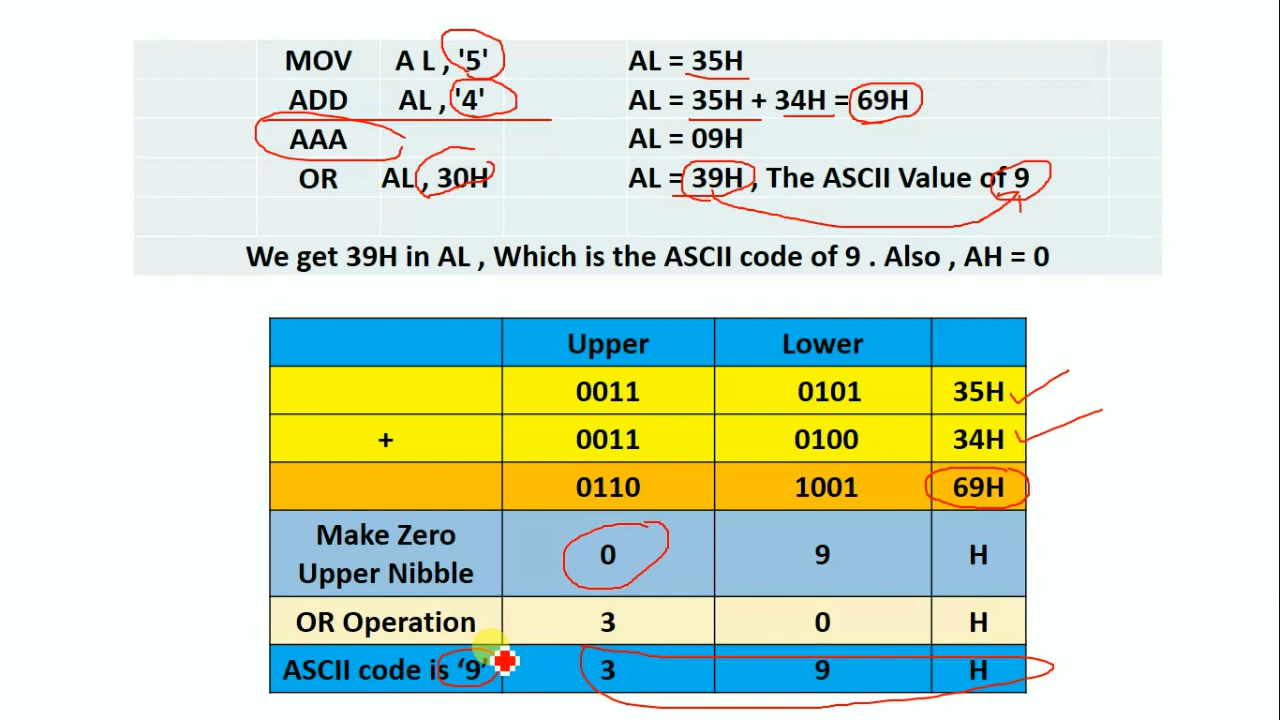 MOV A L , '5' AL = 35H
ADD AL , '4' AL = 35H + 34H = 69H
AAA AL = 09H
OR AL , 30H AL = 39H , The ASCII Value of 9
We get 39H in AL , Which is the ASCII code of 9 . Also , AH = 0
Upper Lower
0011 0101 35H
+ 0011 0100 34H
0110 1001 69H
Make Zero
Upper Nibble 0 9 H
OR Operation 3 0 H
ASCII code is ‘9’ 3 9 H